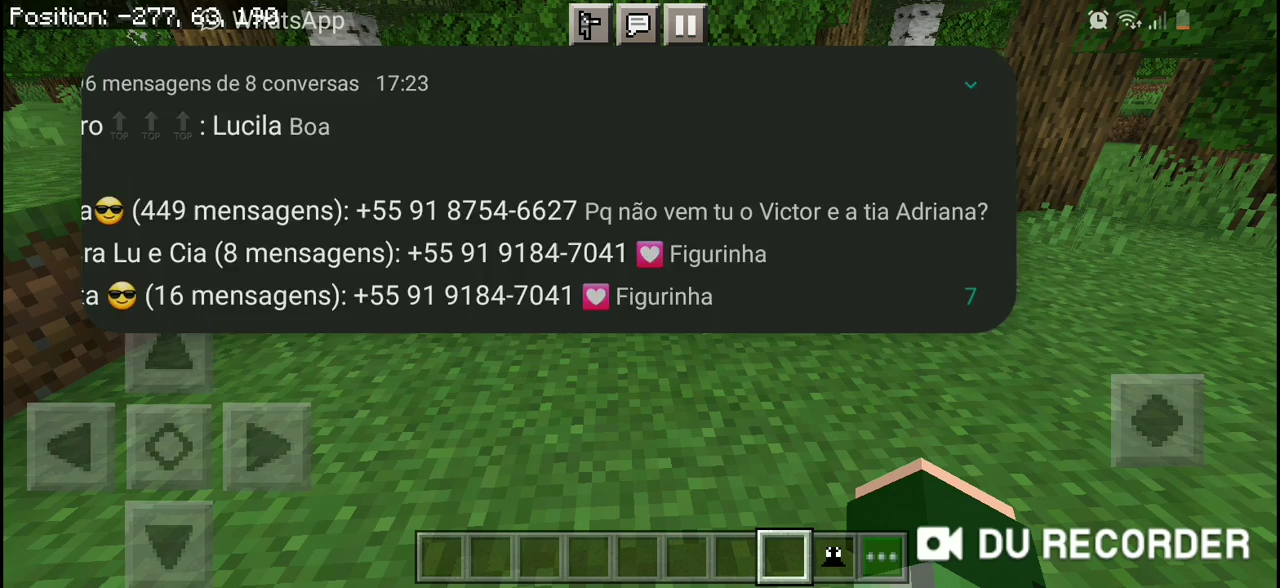 Position: -277, 63, 199
WhatsApp
6 mensagens de 8 conversas 17:23
ro 🔝 🔝 🔝 : Lucila Boa
a😎 (449 mensagens): +55 91 8754-6627 Pq não vem tu o Victor e a tia Adriana?
ra Lu e Cia (8 mensagens): +55 91 9184-7041 💟 Figurinha
ta 😎 (16 mensagens): +55 91 9184-7041 💟 Figurinha
7
DU RECORDER